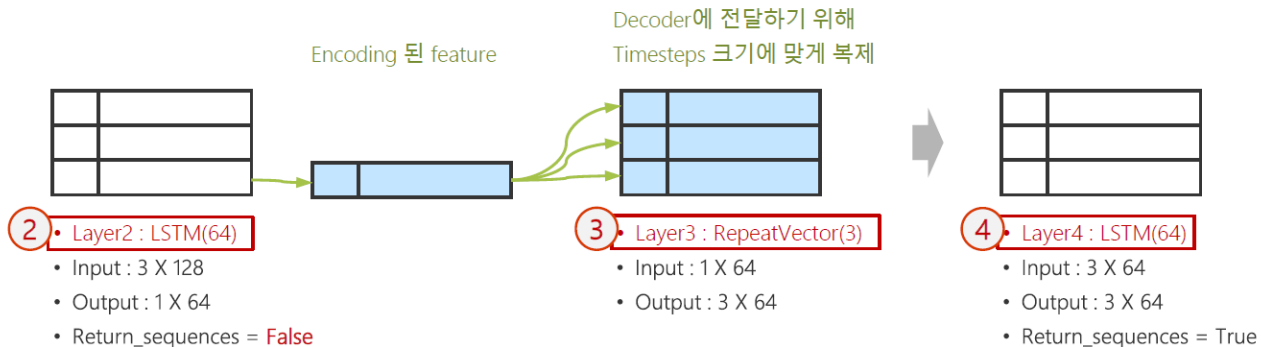 Decoder에 전달하기 위해
Encoding 된 feature
Timesteps 크기에 맞게 복제
2
• Layer2 : LSTM(64)
• Input : 3 X 128
• Output : 1 X 64
• Return_sequences = False
3
• Layer3 : RepeatVector(3)
• Input : 1 X 64
• Output : 3 X 64
4
• Layer4 : LSTM(64)
• Input : 3 X 64
• Output : 3 X 64
• Return_sequences = True